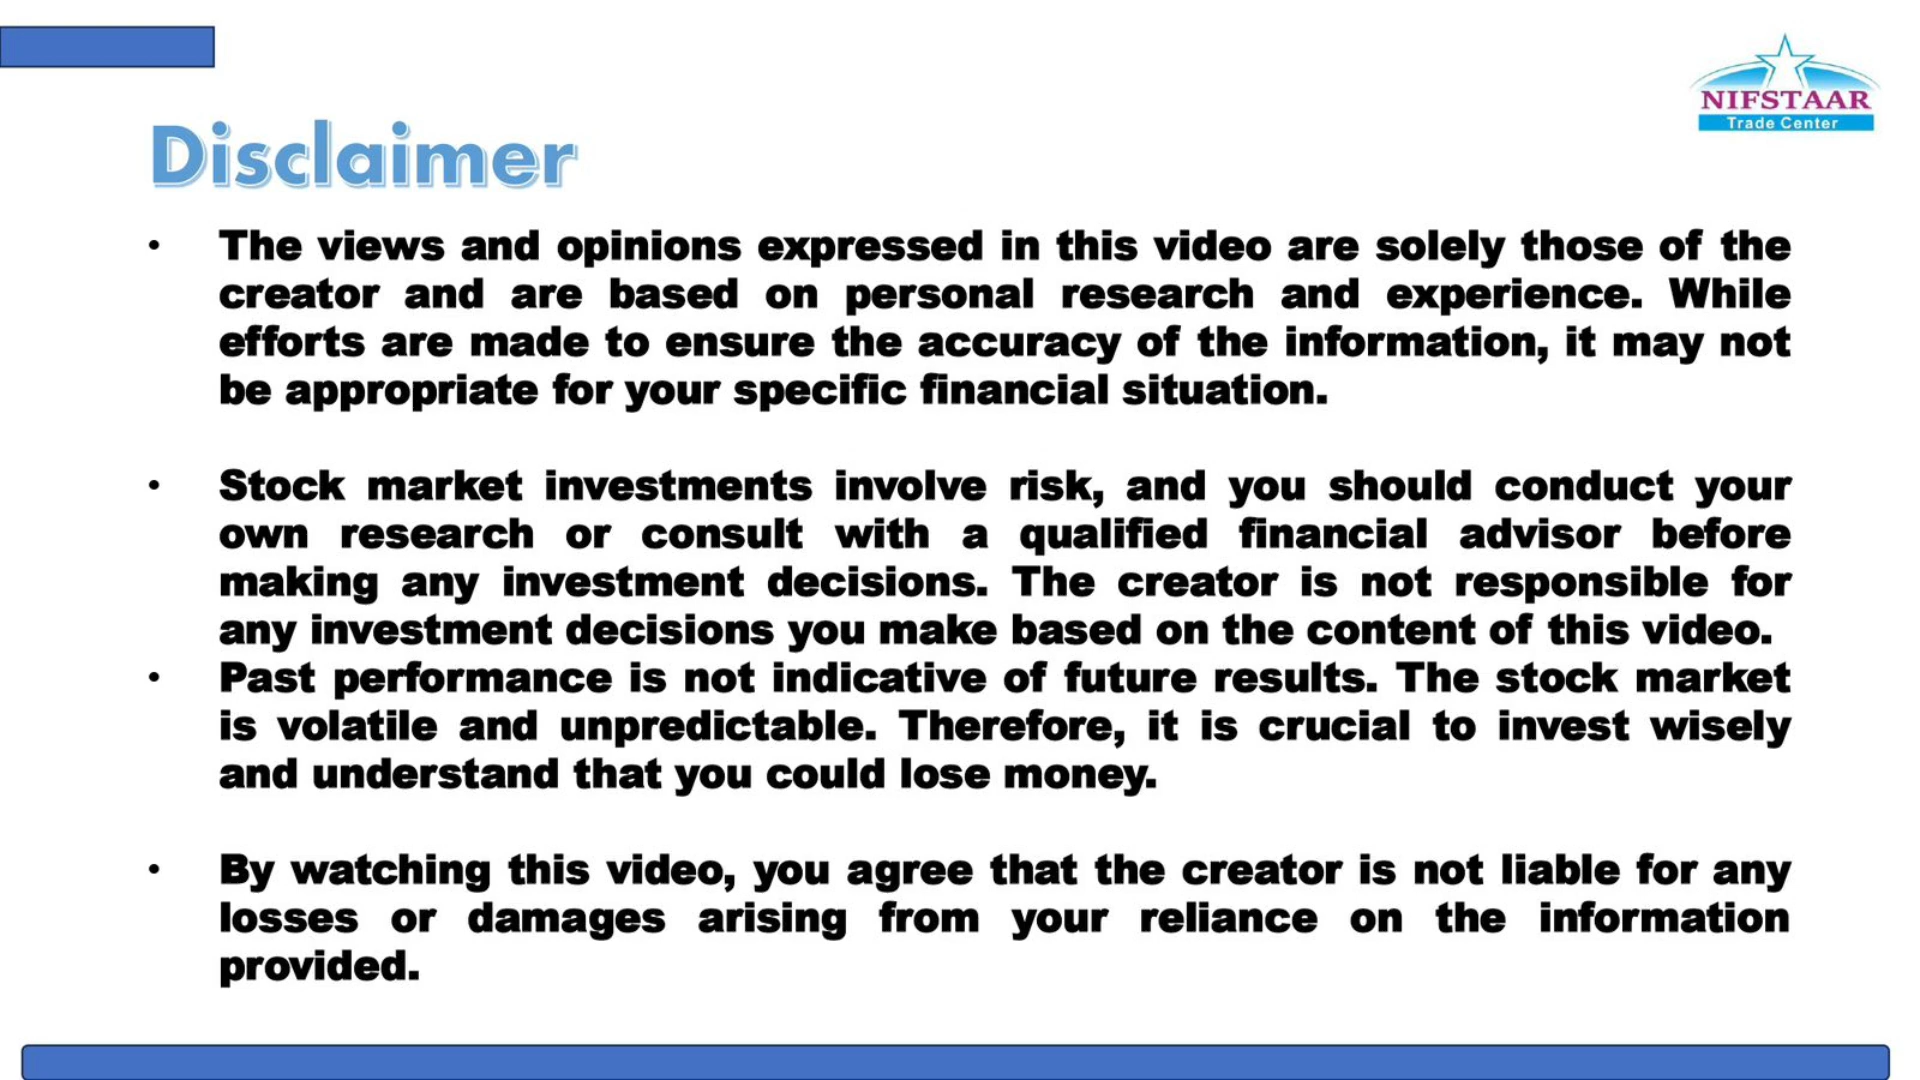 NIFSTAAR
Trade Center
Disclaimer
• The views and opinions expressed in this video are solely those of the
creator and are based on personal research and experience. While
efforts are made to ensure the accuracy of the information, it may not
be appropriate for your specific financial situation.
• Stock market investments involve risk, and you should conduct your
own research or consult with a qualified financial advisor before
making any investment decisions. The creator is not responsible for
any investment decisions you make based on the content of this video.
• Past performance is not indicative of future results. The stock market
is volatile and unpredictable. Therefore, it is crucial to invest wisely
and understand that you could lose money.
• By watching this video, you agree that the creator is not liable for any
losses or damages arising from your reliance on the information
provided.